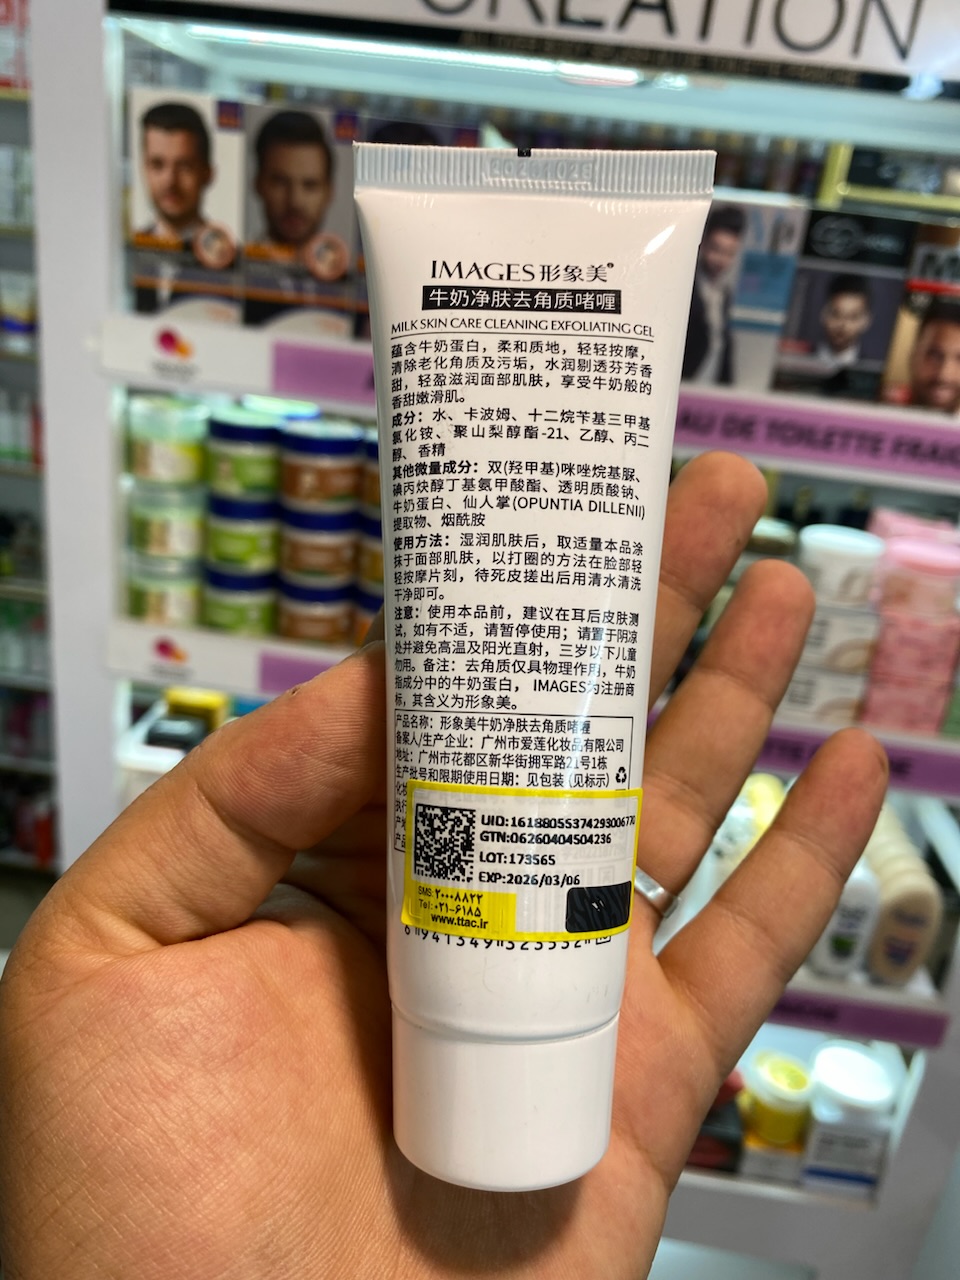 CREATION
IMAGES形象美
牛奶净肤去角质啫喱
MILK SKIN CARE CLEANING EXFOLIATING GEL
蕴含牛奶蛋白，柔和质地，轻轻按摩，
清除老化角质及污垢，水润剔透芬芳香
甜，轻盈滋润面部肌肤，享受牛奶般的
香甜嫩滑肌。
成分：水、卡波姆、十二烷苄基三甲基
氯化铵、聚山梨醇酯-21、乙醇、丙二
醇、香精
其他微量成分：双(羟甲基)咪唑烷基脲、
碘丙炔醇丁基氨甲酸酯、透明质酸钠、
牛奶蛋白、仙人掌(OPUNTIA DILLENII)
提取物、烟酰胺
使用方法：湿润肌肤后，取适量本品涂
抹于面部肌肤，以打圈的方法在脸部轻
轻按摩片刻，待死皮搓出后用清水清洗
干净即可。
注意：使用本品前，建议在耳后皮肤测
试，如有不适，请暂停使用；请置于阴凉
处并避免高温及阳光直射，三岁以下儿童
勿用。备注：去角质仅具物理作用，牛奶
指成分中的牛奶蛋白，IMAGES为注册商
标，其含义为形象美。
产品名称：形象美牛奶净肤去角质啫喱
备案人/生产企业：广州市爱莲化妆品有限公司
地址：广州市花都区新华街拥军路21号1栋
生产批号和限期使用日期：见包装（见标示）
UID:16188055374293006770
GTN:06260404504236
LOT:173565
EXP:2026/03/06
SMS:۲۰۰۰۸۸۲۲
Tel:۰۲۱-۶۱۸۵
www.ttac.ir
6 941349 323532
EAU DE TOILETTE FRAICHE